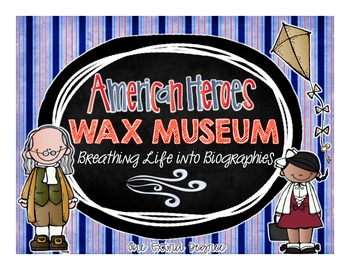 American Heroes
WAX MUSEUM
Breathing Life into Biographies
One Extra Degree